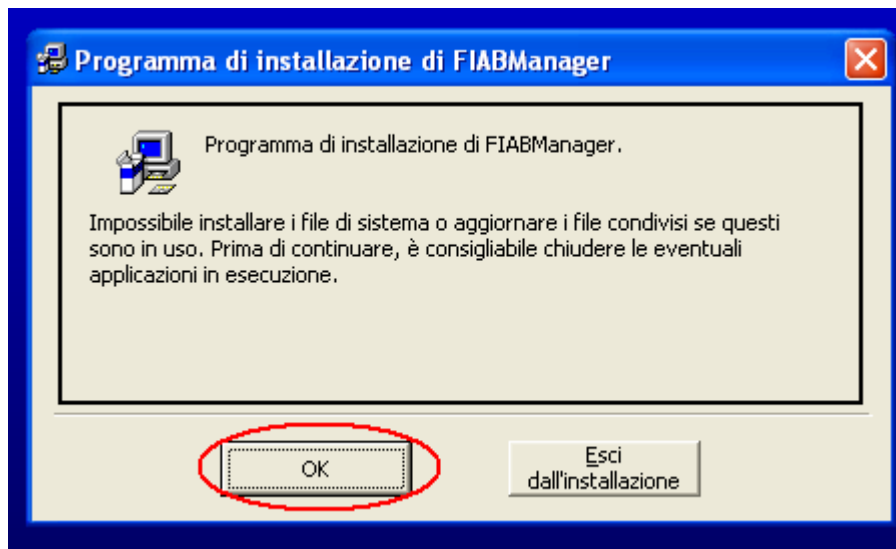 Programma di installazione di FIABManager
Programma di installazione di FIABManager.
Impossibile installare i file di sistema o aggiornare i file condivisi se questi
sono in uso. Prima di continuare, è consigliabile chiudere le eventuali
applicazioni in esecuzione.
OK
Esci
dall'installazione